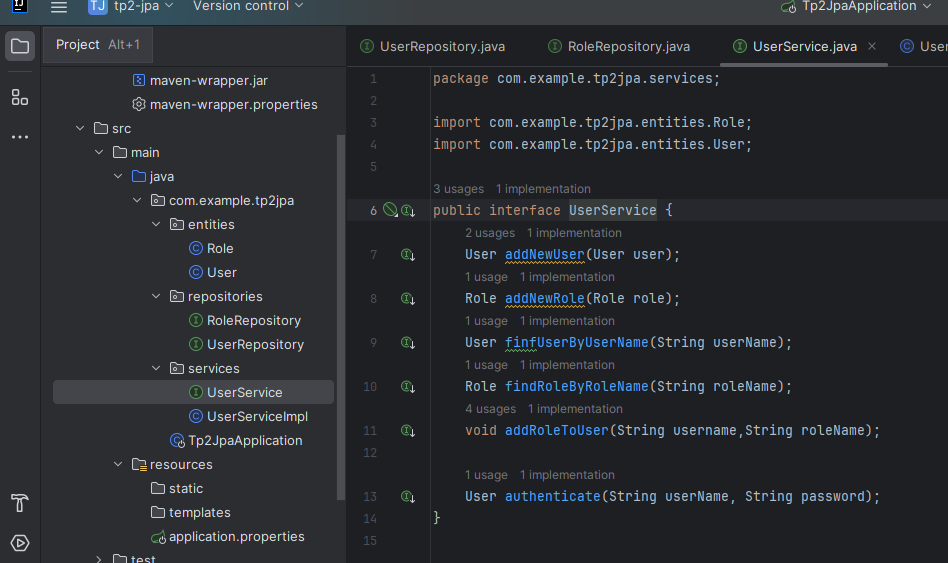 TJ tp2-jpa Version control Tp2JpaApplication
Project Alt+1
maven-wrapper.jar
maven-wrapper.properties
src
main
java
com.example.tp2jpa
entities
Role
User
repositories
RoleRepository
UserRepository
services
UserService
UserServiceImpl
Tp2JpaApplication
resources
static
templates
application.properties
test
UserRepository.java RoleRepository.java UserService.java User
1 package com.example.tp2jpa.services;
2
3 import com.example.tp2jpa.entities.Role;
4 import com.example.tp2jpa.entities.User;
5
3 usages 1 implementation
6 public interface UserService {
2 usages 1 implementation
7 User addNewUser(User user);
1 usage 1 implementation
8 Role addNewRole(Role role);
1 usage 1 implementation
9 User finfUserByUserName(String userName);
1 usage 1 implementation
10 Role findRoleByRoleName(String roleName);
4 usages 1 implementation
11 void addRoleToUser(String username,String roleName);
12
1 usage 1 implementation
13 User authenticate(String userName, String password);
14 }
15